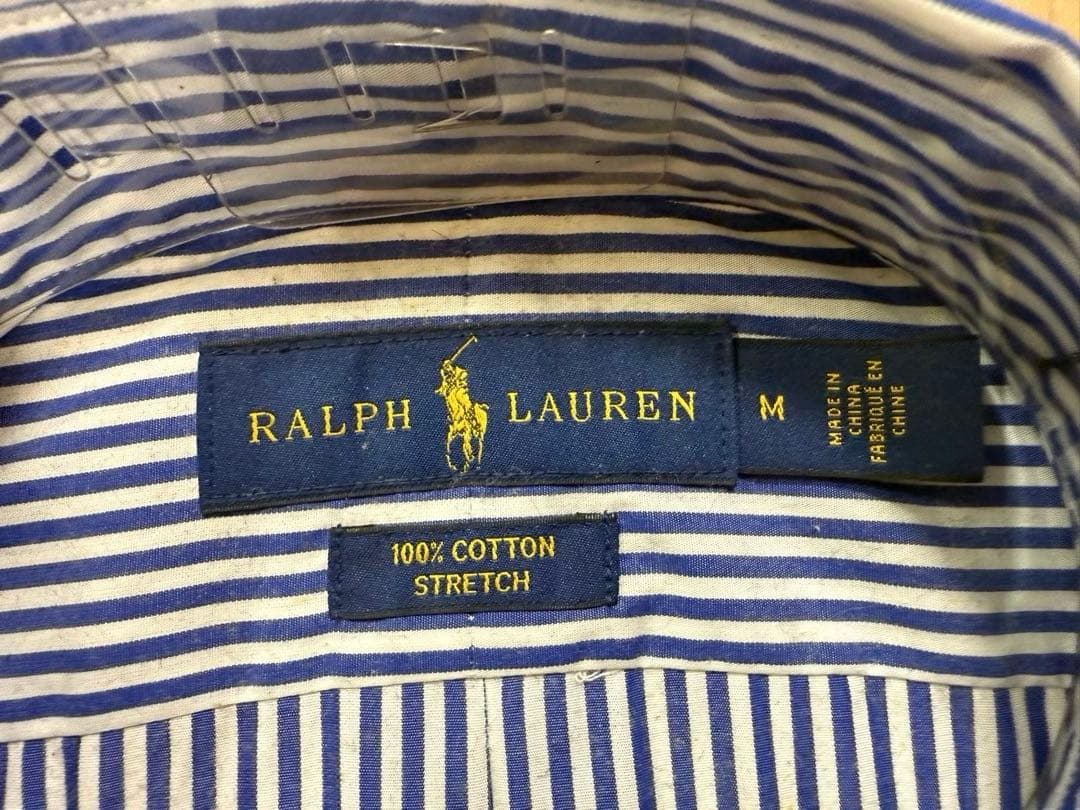 RALPH LAUREN
M
MADE IN
CHINA
FABRIQUÉ EN
CHINE
100% COTTON
STRETCH